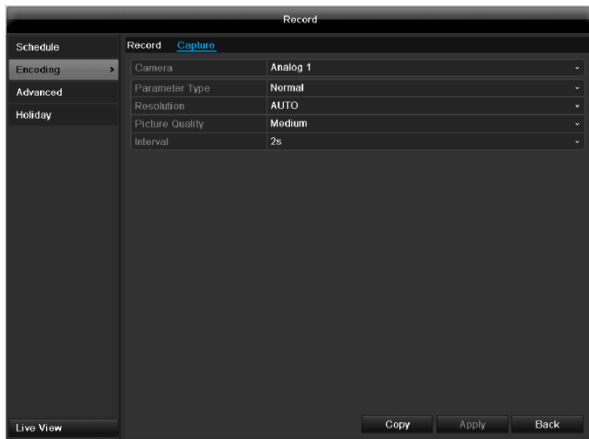 Record
Schedule
Encoding >
Advanced
Holiday
Live View
Record Capture
Camera Analog 1
Parameter Type Normal
Resolution AUTO
Picture Quality Medium
Interval 2s
Copy Apply Back